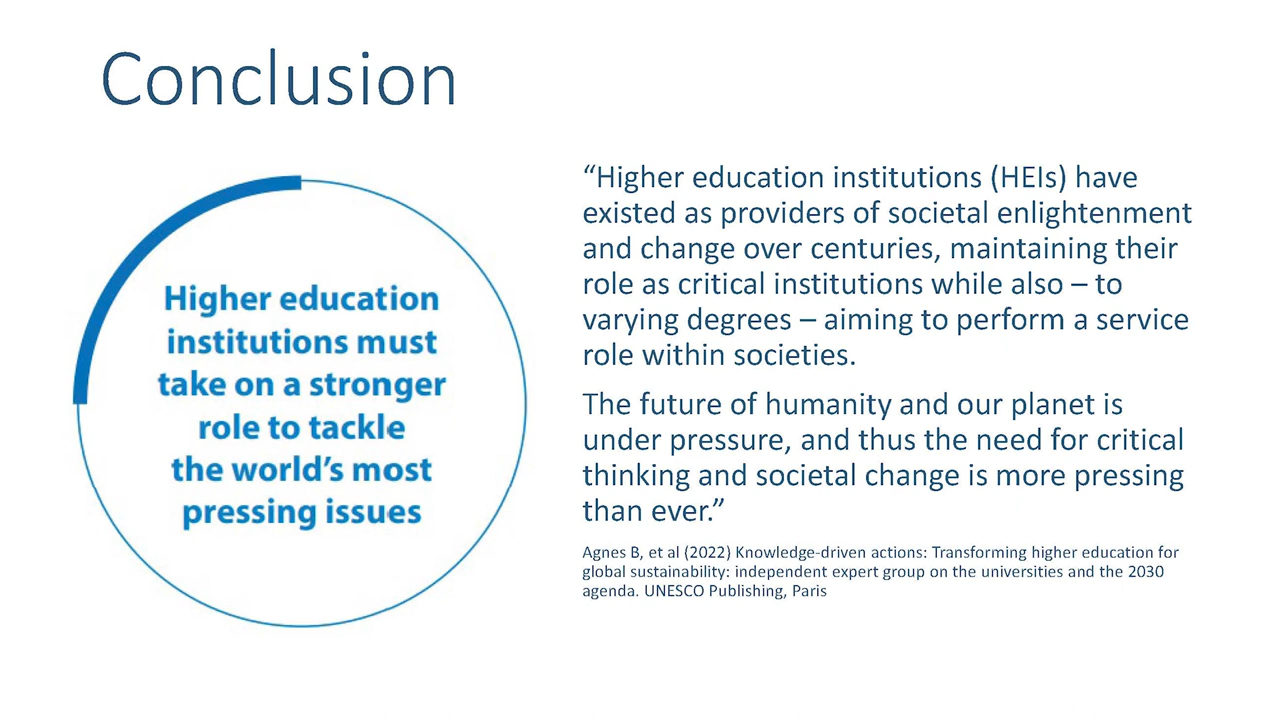 Conclusion
Higher education
institutions must
take on a stronger
role to tackle
the world’s most
pressing issues
“Higher education institutions (HEIs) have
existed as providers of societal enlightenment
and change over centuries, maintaining their
role as critical institutions while also – to
varying degrees – aiming to perform a service
role within societies.
The future of humanity and our planet is
under pressure, and thus the need for critical
thinking and societal change is more pressing
than ever.”
Agnes B, et al (2022) Knowledge-driven actions: Transforming higher education for
global sustainability: independent expert group on the universities and the 2030
agenda. UNESCO Publishing, Paris